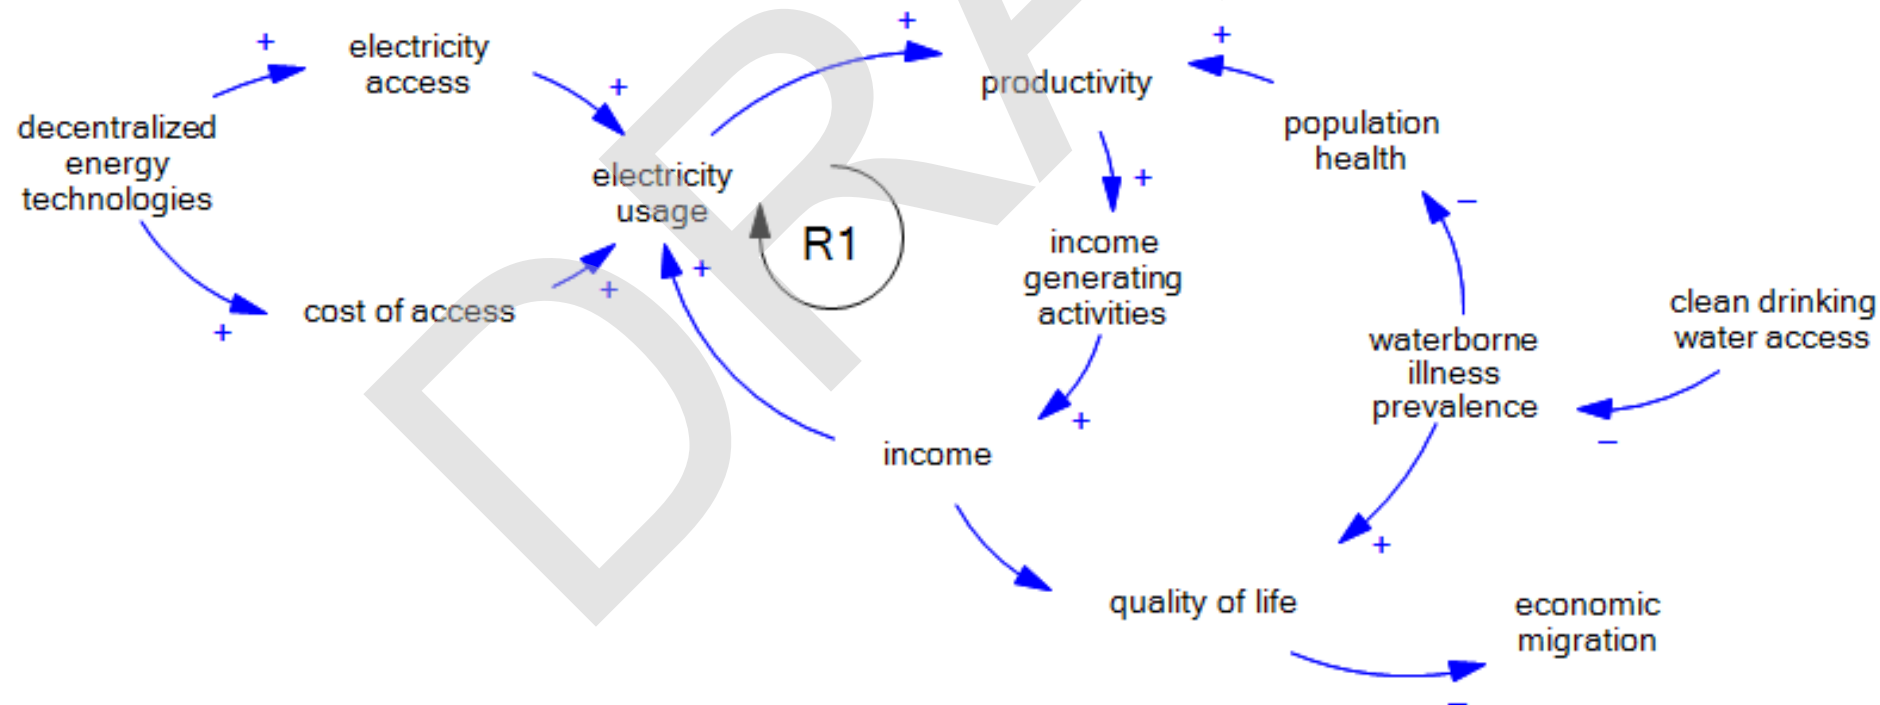 electricity
access
decentralized
energy
technologies
cost of access
electricity
usage
R1
productivity
income
generating
activities
income
population
health
waterborne
illness
prevalence
clean drinking
water access
quality of life
economic
migration
+
+
+
+
+
+
+
+
+
+
–
–
+
–
DRA